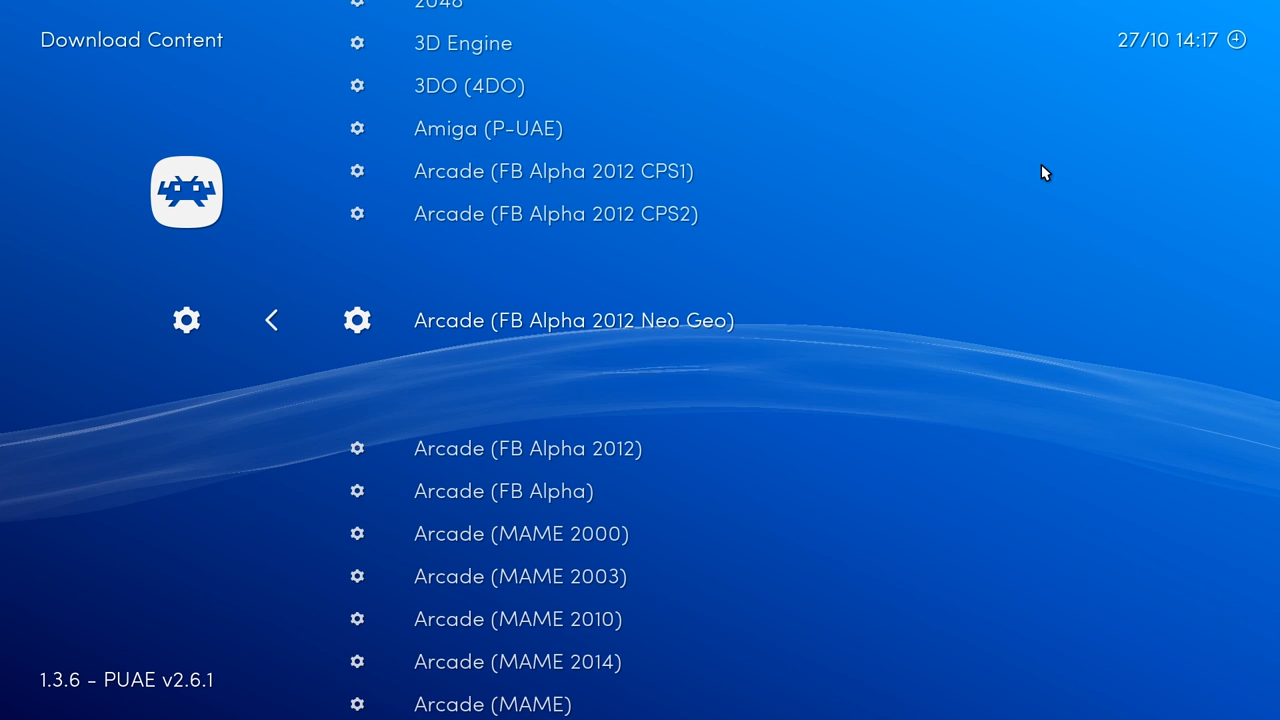 2048
Download Content
27/10 14:17
3D Engine
3DO (4DO)
Amiga (P-UAE)
Arcade (FB Alpha 2012 CPS1)
Arcade (FB Alpha 2012 CPS2)
Arcade (FB Alpha 2012 Neo Geo)
Arcade (FB Alpha 2012)
Arcade (FB Alpha)
Arcade (MAME 2000)
Arcade (MAME 2003)
Arcade (MAME 2010)
Arcade (MAME 2014)
1.3.6 - PUAE v2.6.1
Arcade (MAME)